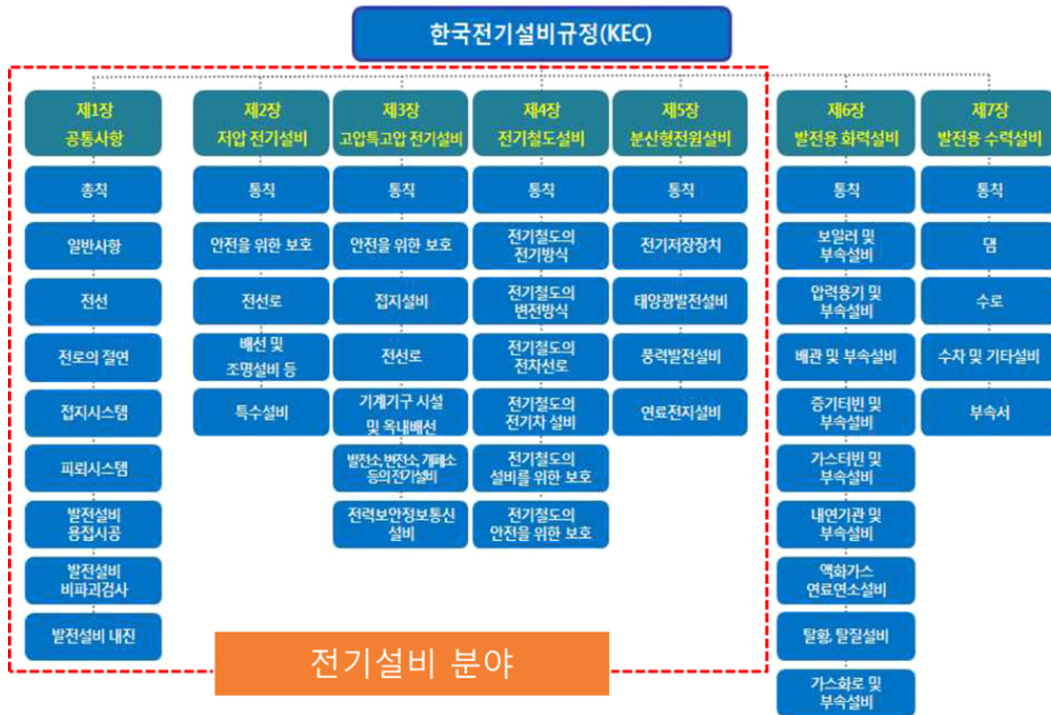 한국전기설비규정(KEC)
제1장
공통사항
총칙
일반사항
전선
전로의 절연
접지시스템
피뢰시스템
발전설비
용접시공
발전설비
비파괴검사
발전설비 내진
제2장
저압 전기설비
통칙
안전을 위한 보호
전선로
배선 및
조명설비 등
특수설비
제3장
고압특고압 전기설비
통칙
안전을 위한 보호
접지설비
전선로
기계기구 시설
및 옥내배선
발전소, 변전소, 개폐소
등의 전기설비
전력보안정보통신
설비
제4장
전기철도설비
통칙
전기철도의
전기방식
전기철도의
변전방식
전기철도의
전차선로
전기철도의
전기차 설비
전기철도의
설비를 위한 보호
전기철도의
안전을 위한 보호
제5장
분산형전원설비
통칙
전기저장장치
태양광발전설비
풍력발전설비
연료전지설비
제6장
발전용 화력설비
통칙
보일러 및
부속설비
압력용기 및
부속설비
배관 및 부속설비
증기터빈 및
부속설비
가스터빈 및
부속설비
내연기관 및
부속설비
액화가스
연료연소설비
탈황, 탈질설비
가스화로 및
부속설비
제7장
발전용 수력설비
통칙
댐
수로
수차 및 기타설비
부속서
전기설비 분야